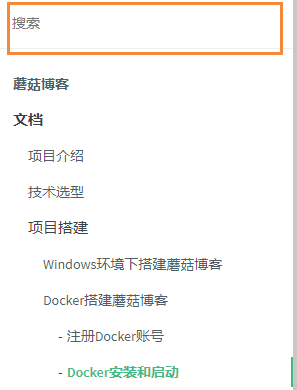 搜索
蘑菇博客
文档
项目介绍
技术选型
项目搭建
Windows环境下搭建蘑菇博客
Docker搭建蘑菇博客
- 注册Docker账号
- Docker安装和启动